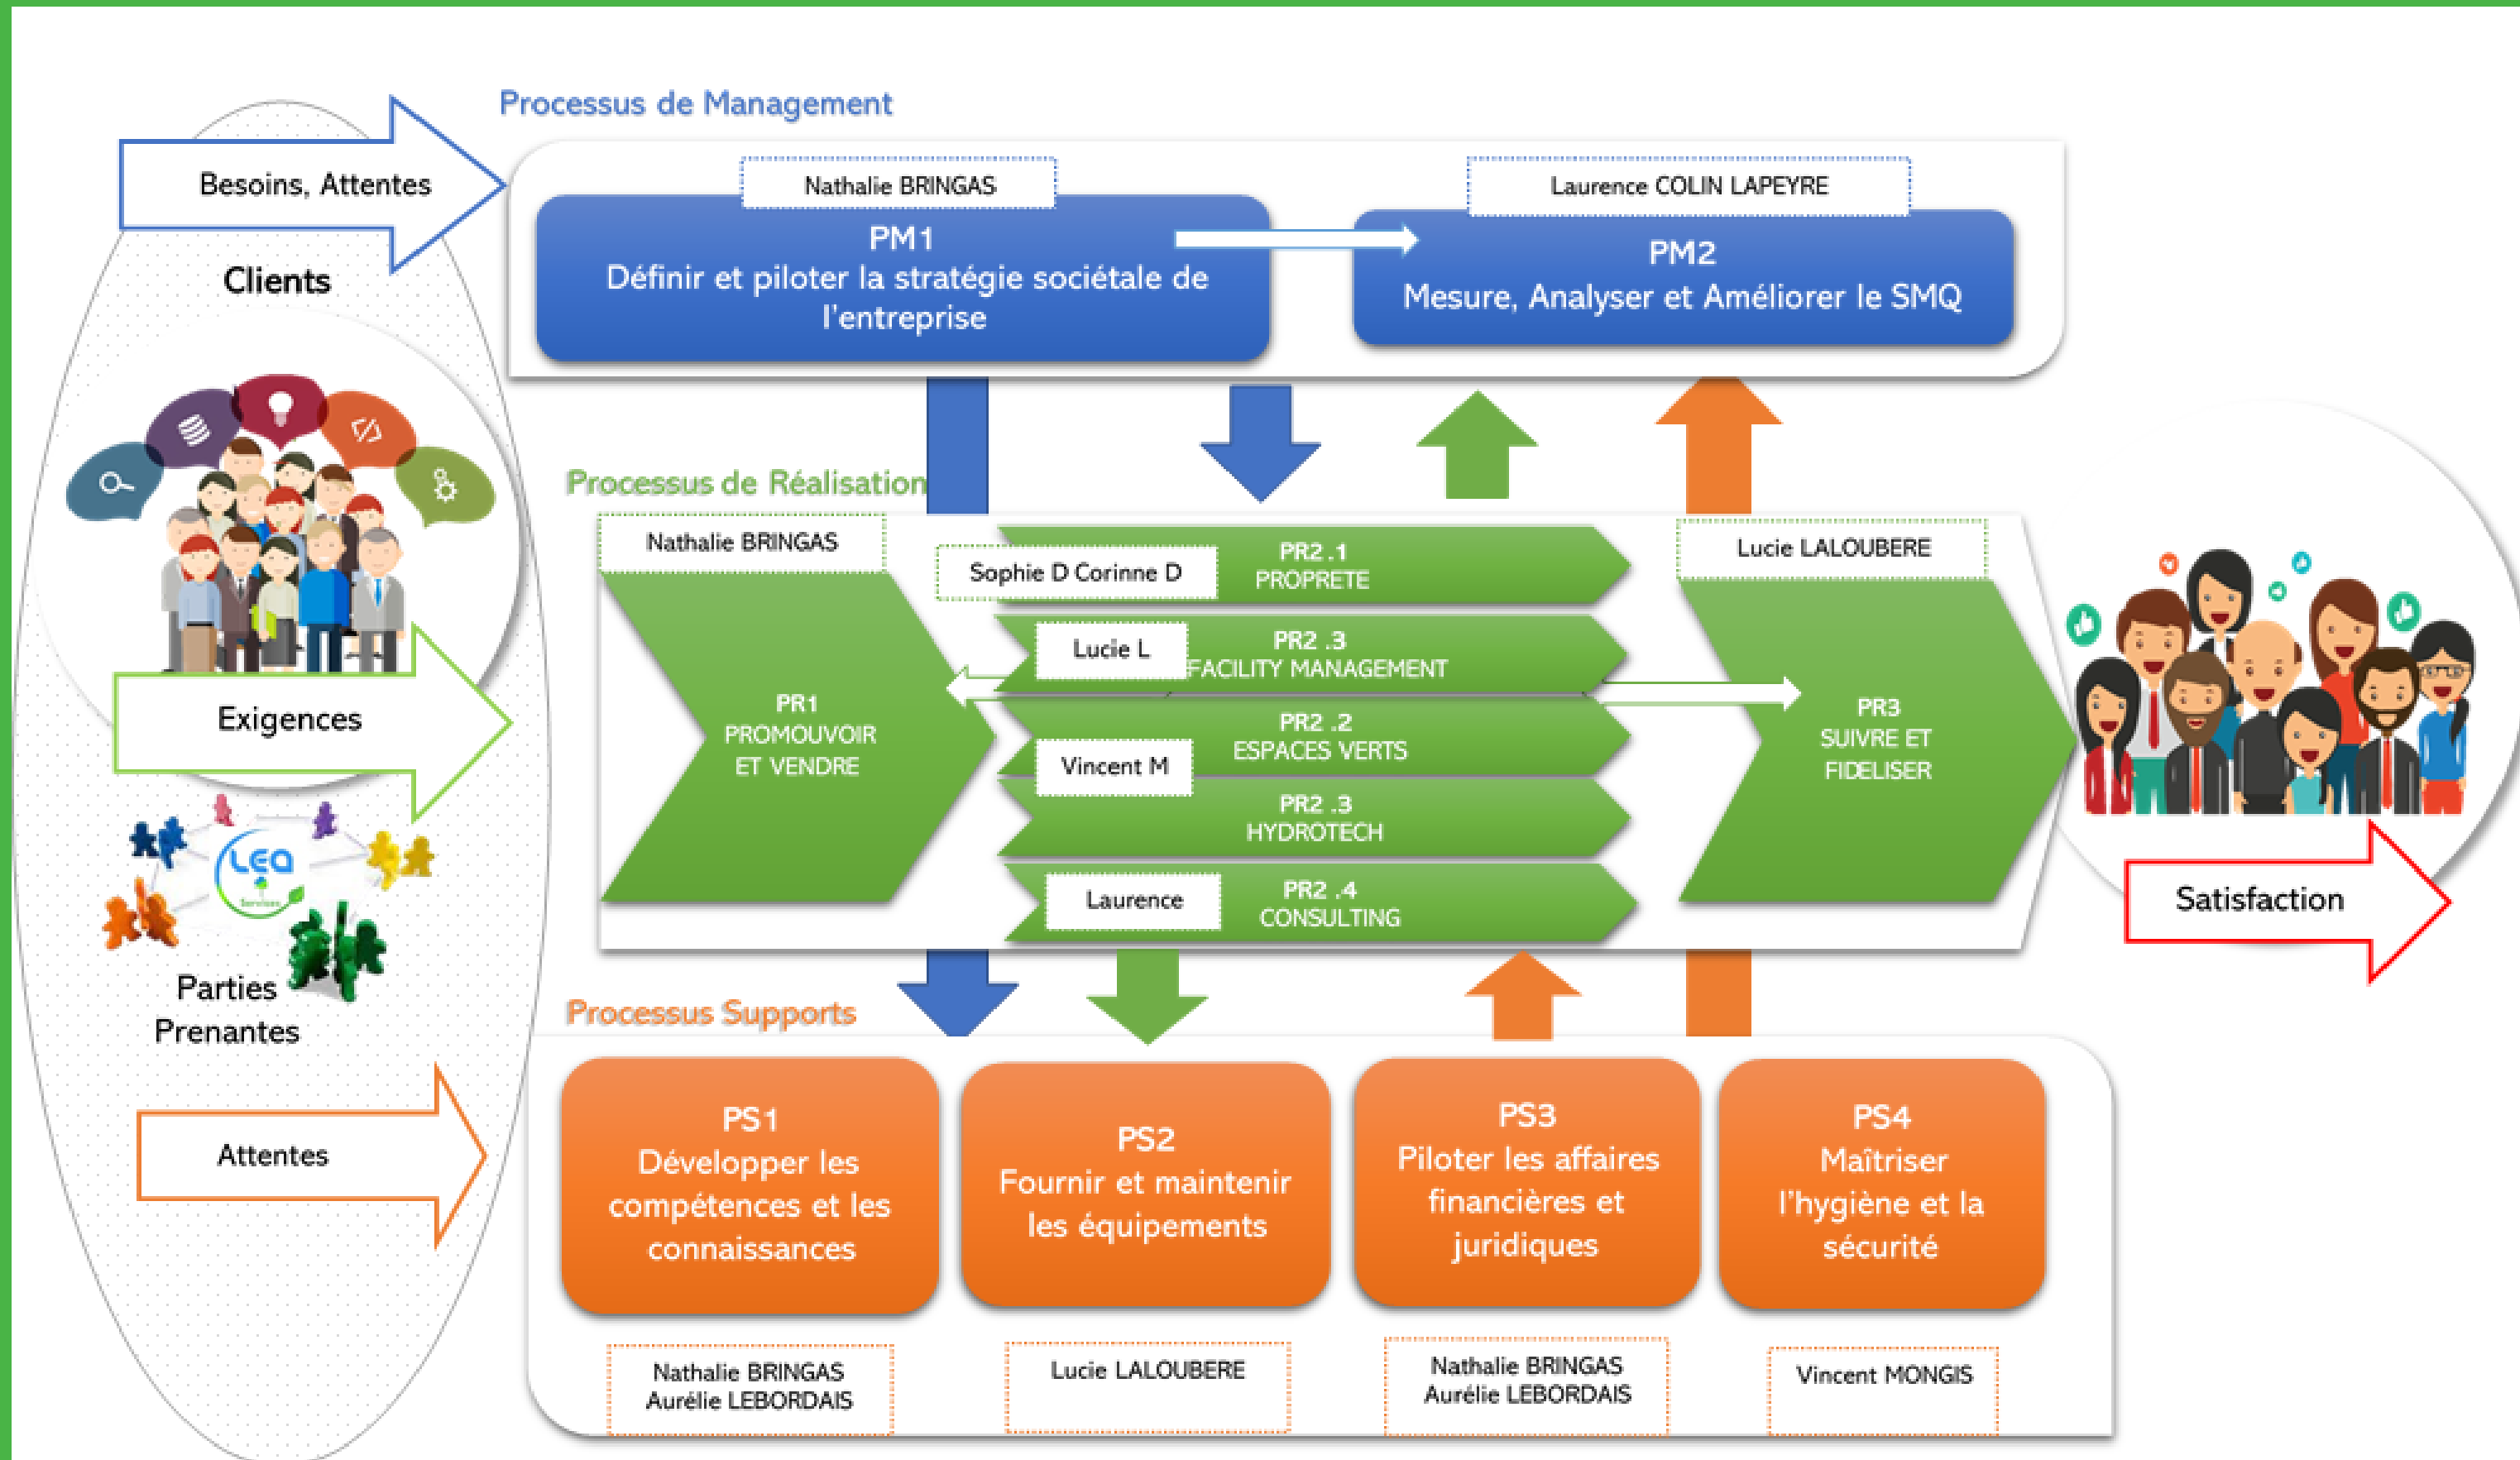 Processus de Management
Besoins, Attentes
Nathalie BRINGAS
Laurence COLIN LAPEYRE
PM1
Définir et piloter la stratégie sociétale de
l'entreprise
PM2
Mesure, Analyser et Améliorer le SMQ
Clients
Processus de Réalisation
Nathalie BRINGAS
PR1
PROMOUVOIR
ET VENDRE
Sophie D Corinne D
PR2 .1
PROPRETE
Lucie L
PR2 .3
FACILITY MANAGEMENT
PR2 .2
ESPACES VERTS
Vincent M
PR2 .3
HYDROTECH
Laurence
PR2 .4
CONSULTING
Lucie LALOUBERE
PR3
SUIVRE ET
FIDELISER
Exigences
Satisfaction
Léa
Services
Parties
Prenantes
Processus Supports
Attentes
PS1
Développer les
compétences et les
connaissances
PS2
Fournir et maintenir
les équipements
PS3
Piloter les affaires
financières et
juridiques
PS4
Maîtriser
l'hygiène et la
sécurité
Nathalie BRINGAS
Aurélie LEBORDAIS
Lucie LALOUBERE
Nathalie BRINGAS
Aurélie LEBORDAIS
Vincent MONGIS